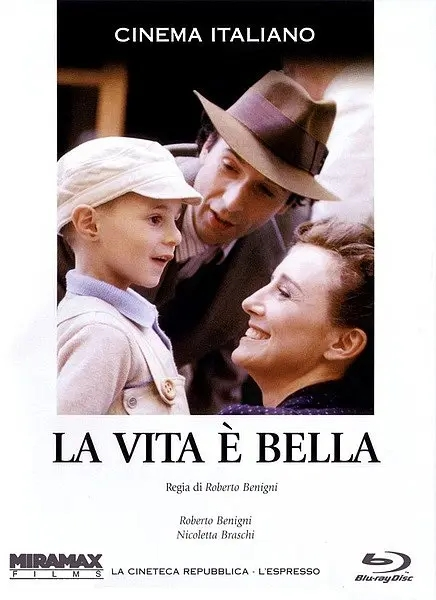 CINEMA ITALIANO
LA VITA È BELLA
Regia di Roberto Benigni
Roberto Benigni
Nicoletta Braschi
MIRAMAX
FILMS
LA CINETECA REPUBBLICA - L'ESPRESSO
Blu-ray Disc